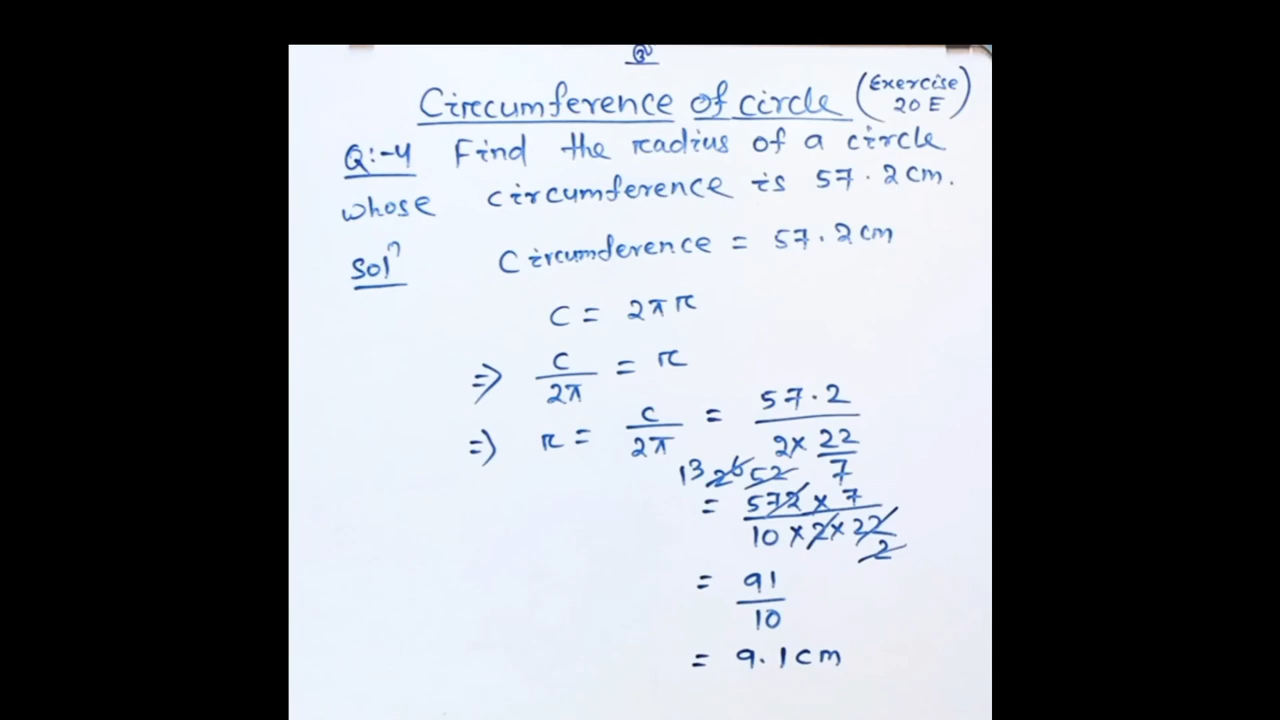 Q
Circumference of circle (Exercise 20 E)
Q:-4 Find the radius of a circle
whose circumference is 57.2 cm.
Solⁿ Circumference = 57.2 cm
C = 2πr
⇒ C/2π = r
⇒ r = C/2π = 57.2/(2× 22/7)
13 26 52
= 572 × 7/(10 × 2 × 22)
2
= 91/10
= 9.1 cm